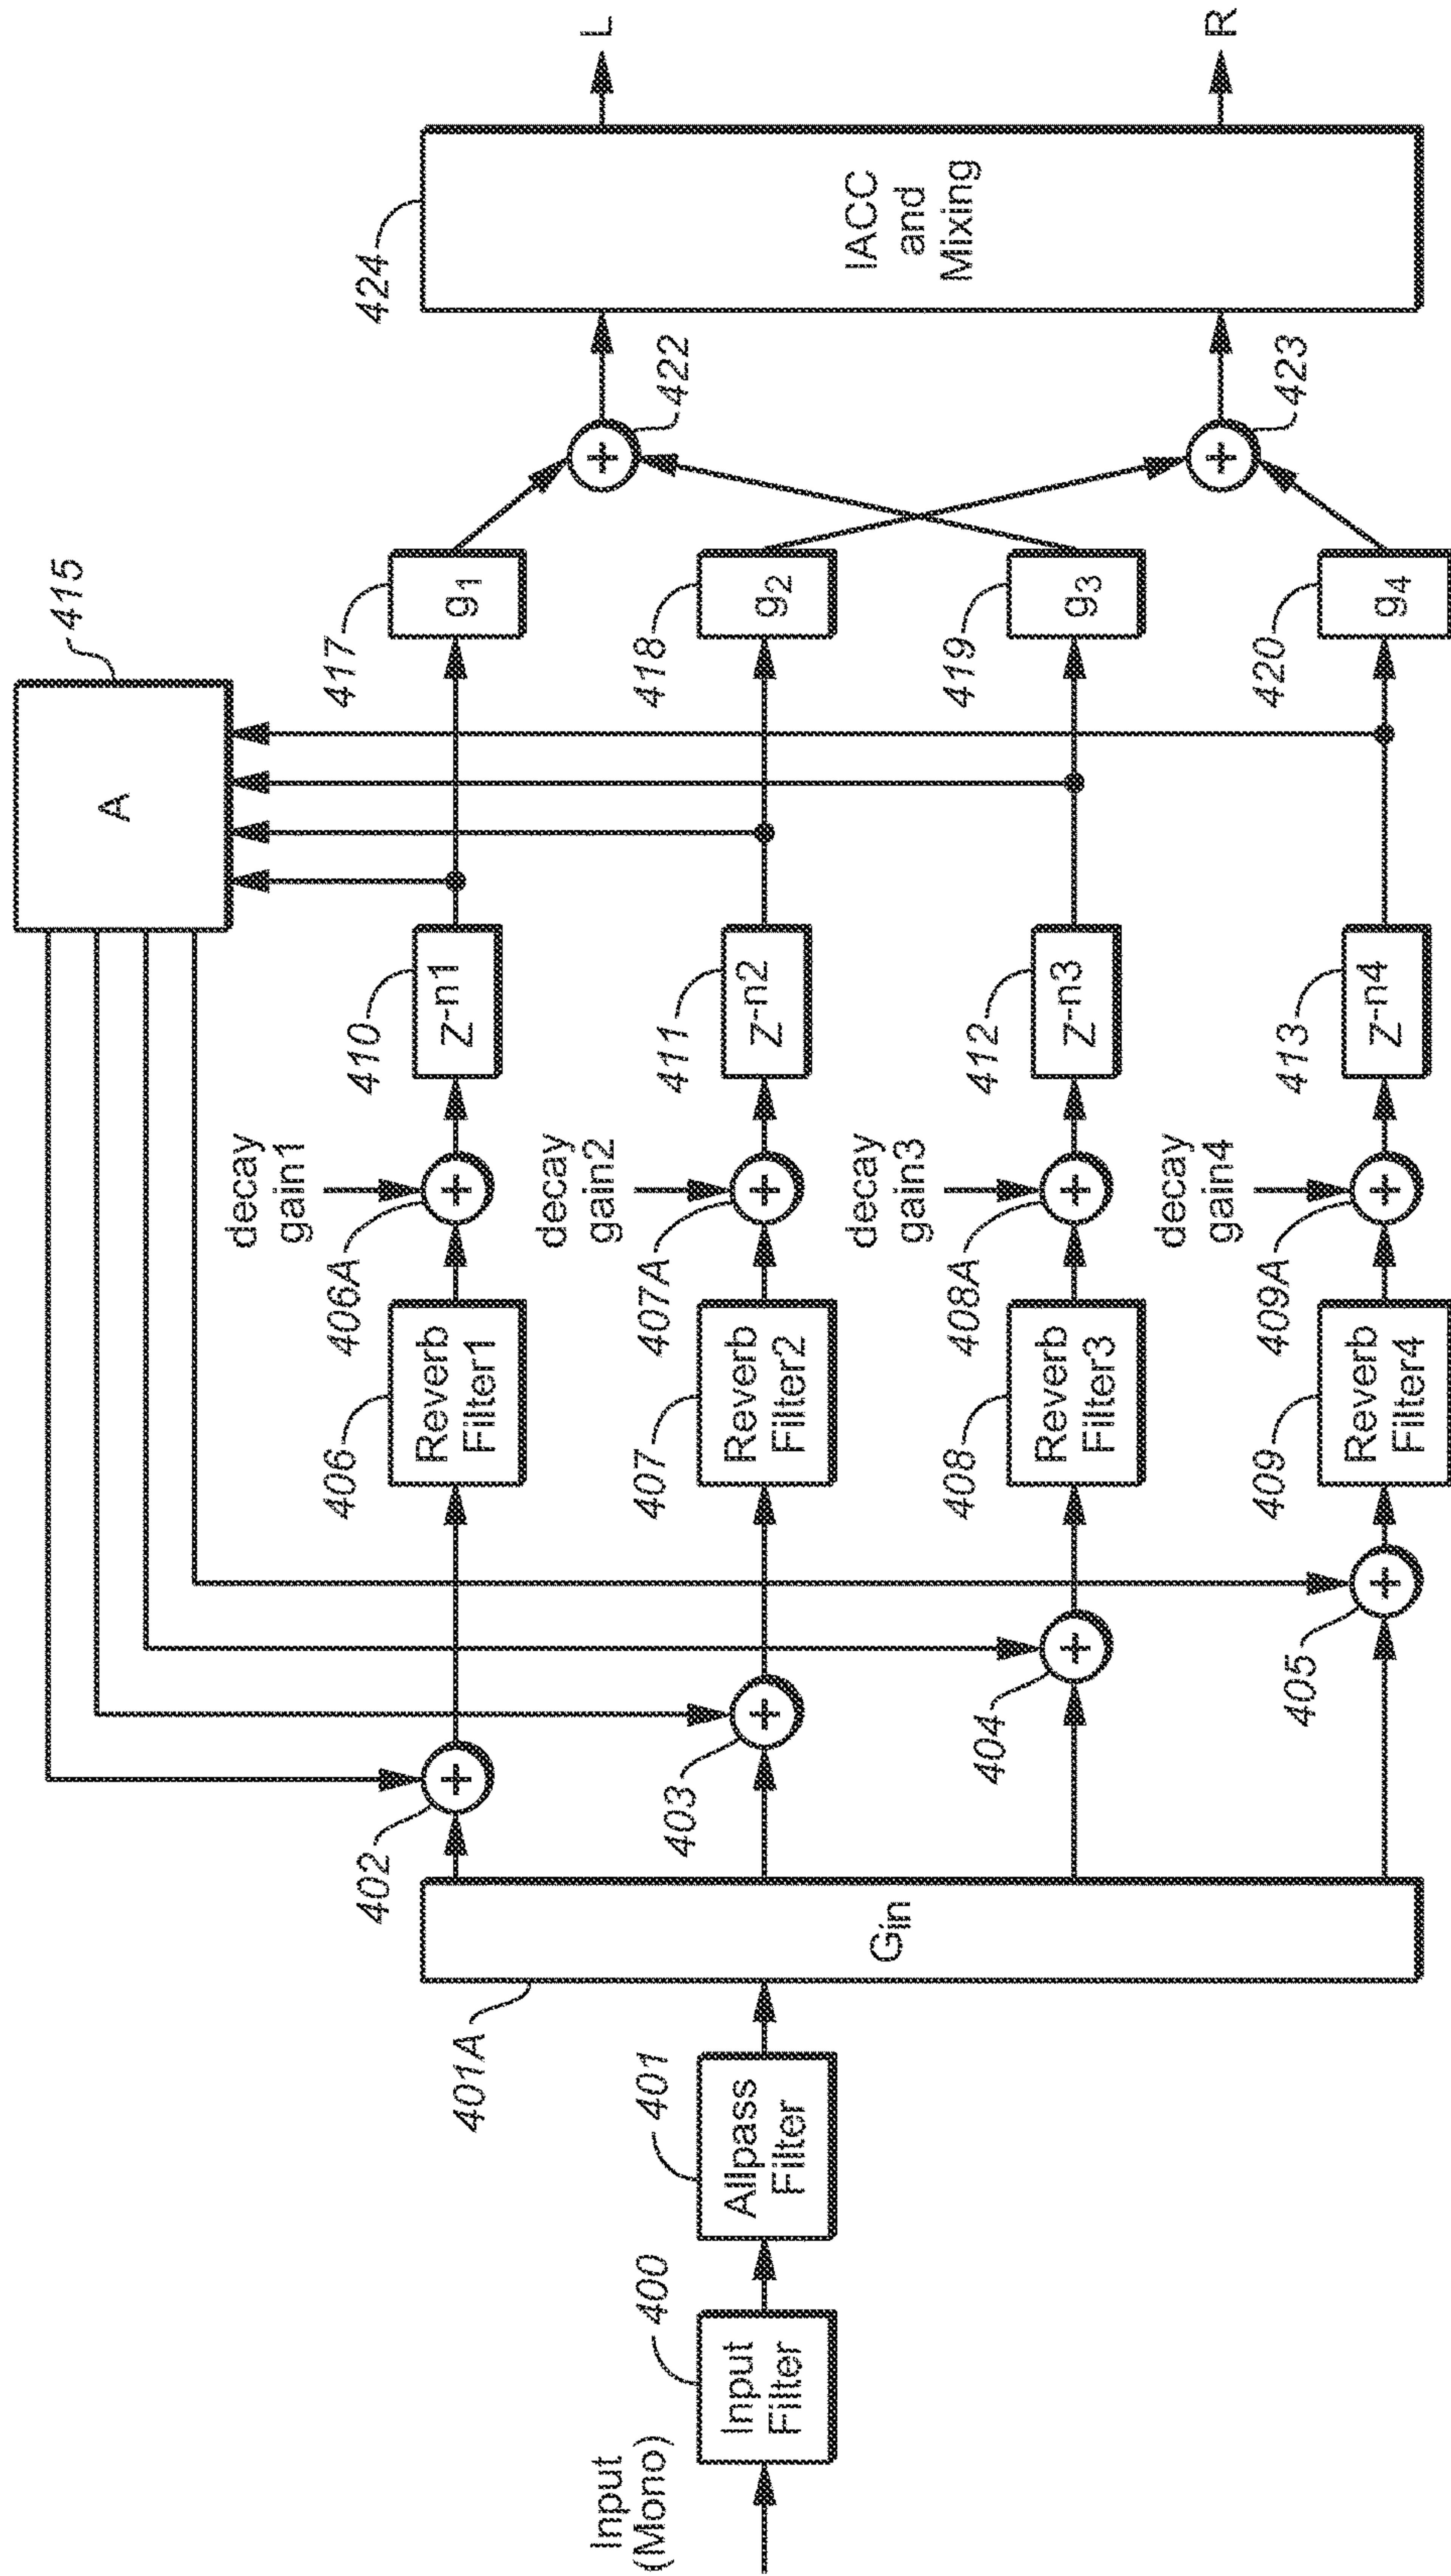 Input
(Mono)
400
Input
Filter
401
Allpass
Filter
401A
Gin
402
403
404
405
406
Reverb
Filter1
407
Reverb
Filter2
408
Reverb
Filter3
409
Reverb
Filter4
decay
gain1
406A
decay
gain2
407A
decay
gain3
408A
decay
gain4
409A
410
z-n1
411
z-n2
412
z-n3
413
z-n4
A
415
417
g1
418
g2
419
g3
420
g4
422
423
424
IACC
and
Mixing
L
R